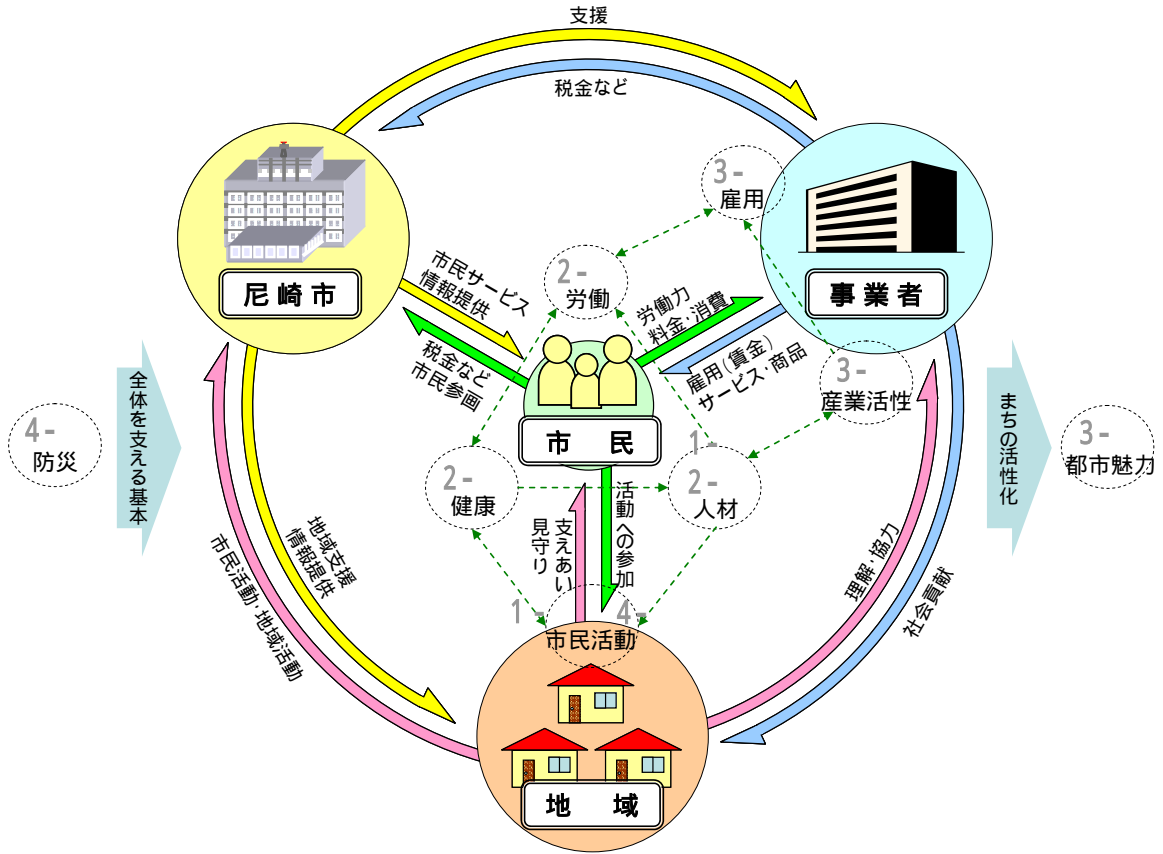 支援
税金など
3-
雇用
2-
労働
尼崎市
事業者
市民サービス
情報提供
税金など
市民参画
労働力
料金・消費
雇用(賃金)
サービス・商品
3-
産業活性
全体を支える基本
4-
防災
まちの活性化
3-
都市魅力
市　民
1-
2-
人材
2-
健康
活動への参加
支えあい
見守り
地域支援
情報提供
市民活動・地域活動
理解・協力
社会貢献
1-
4-
市民活動
地　域